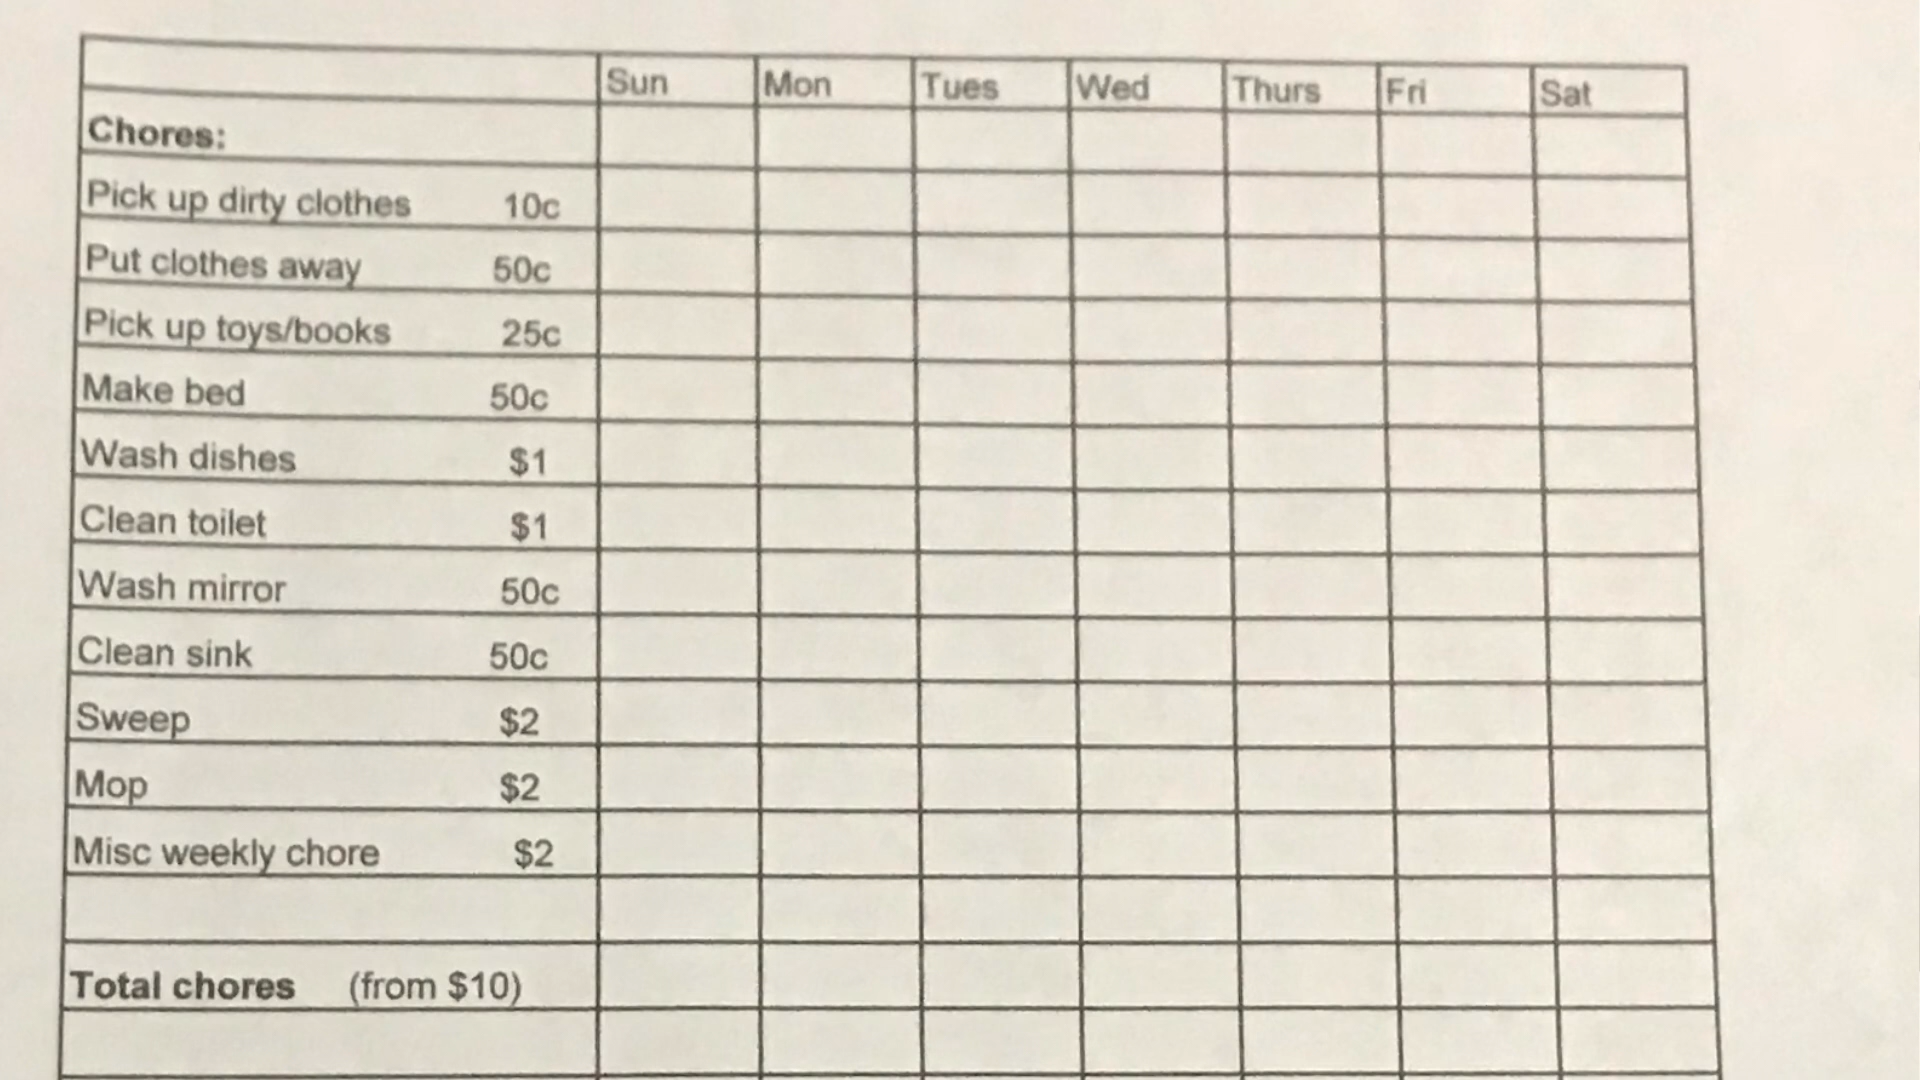 Sun Mon Tues Wed Thurs Fri Sat
Chores:
Pick up dirty clothes 10c
Put clothes away 50c
Pick up toys/books 25c
Make bed 50c
Wash dishes $1
Clean toilet $1
Wash mirror 50c
Clean sink 50c
Sweep $2
Mop $2
Misc weekly chore $2
Total chores (from $10)